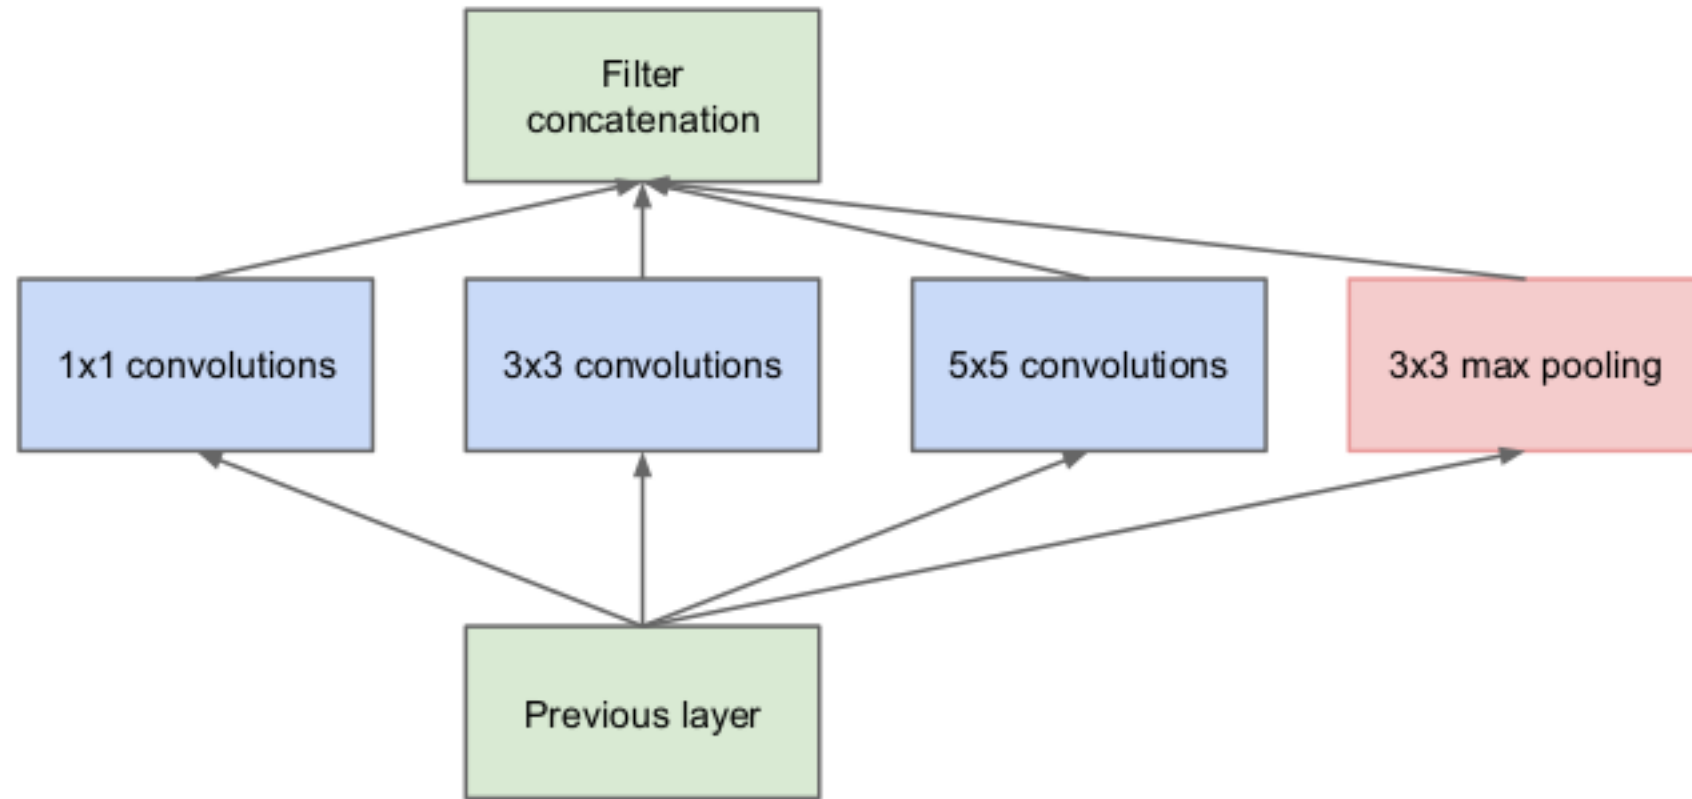 Filter
concatenation
1x1 convolutions
3x3 convolutions
5x5 convolutions
3x3 max pooling
Previous layer